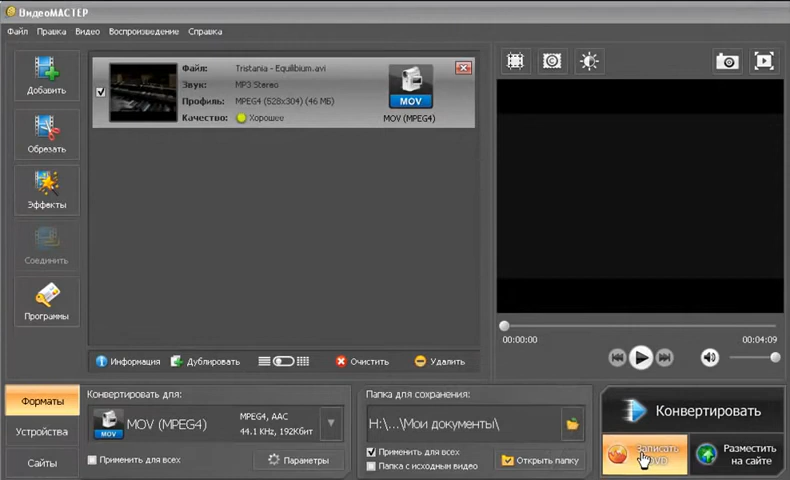 ВидеоМАСТЕР
Файл Правка Видео Воспроизведение Справка
Добавить
Обрезать
Эффекты
Соединить
Программы
Файл: Tristania - Equilibium.avi
Звук: MP3 Stereo
Профиль: MPEG4 (528x304) (46 МБ)
Качество: Хорошее
MOV
MOV (MPEG4)
00:00:00 00:04:09
Информация Дублировать Очистить Удалить
Форматы
Устройства
Сайты
Конвертировать для:
MOV
MOV (MPEG4)
MPEG4, AAC
44.1 KHz, 192Кбит
Применить для всех
Параметры
Папка для сохранения:
H:\...\Мои документы\
Применить для всех
Папка с исходным видео
Открыть папку
Конвертировать
Записать
DVD
Разместить
на сайте